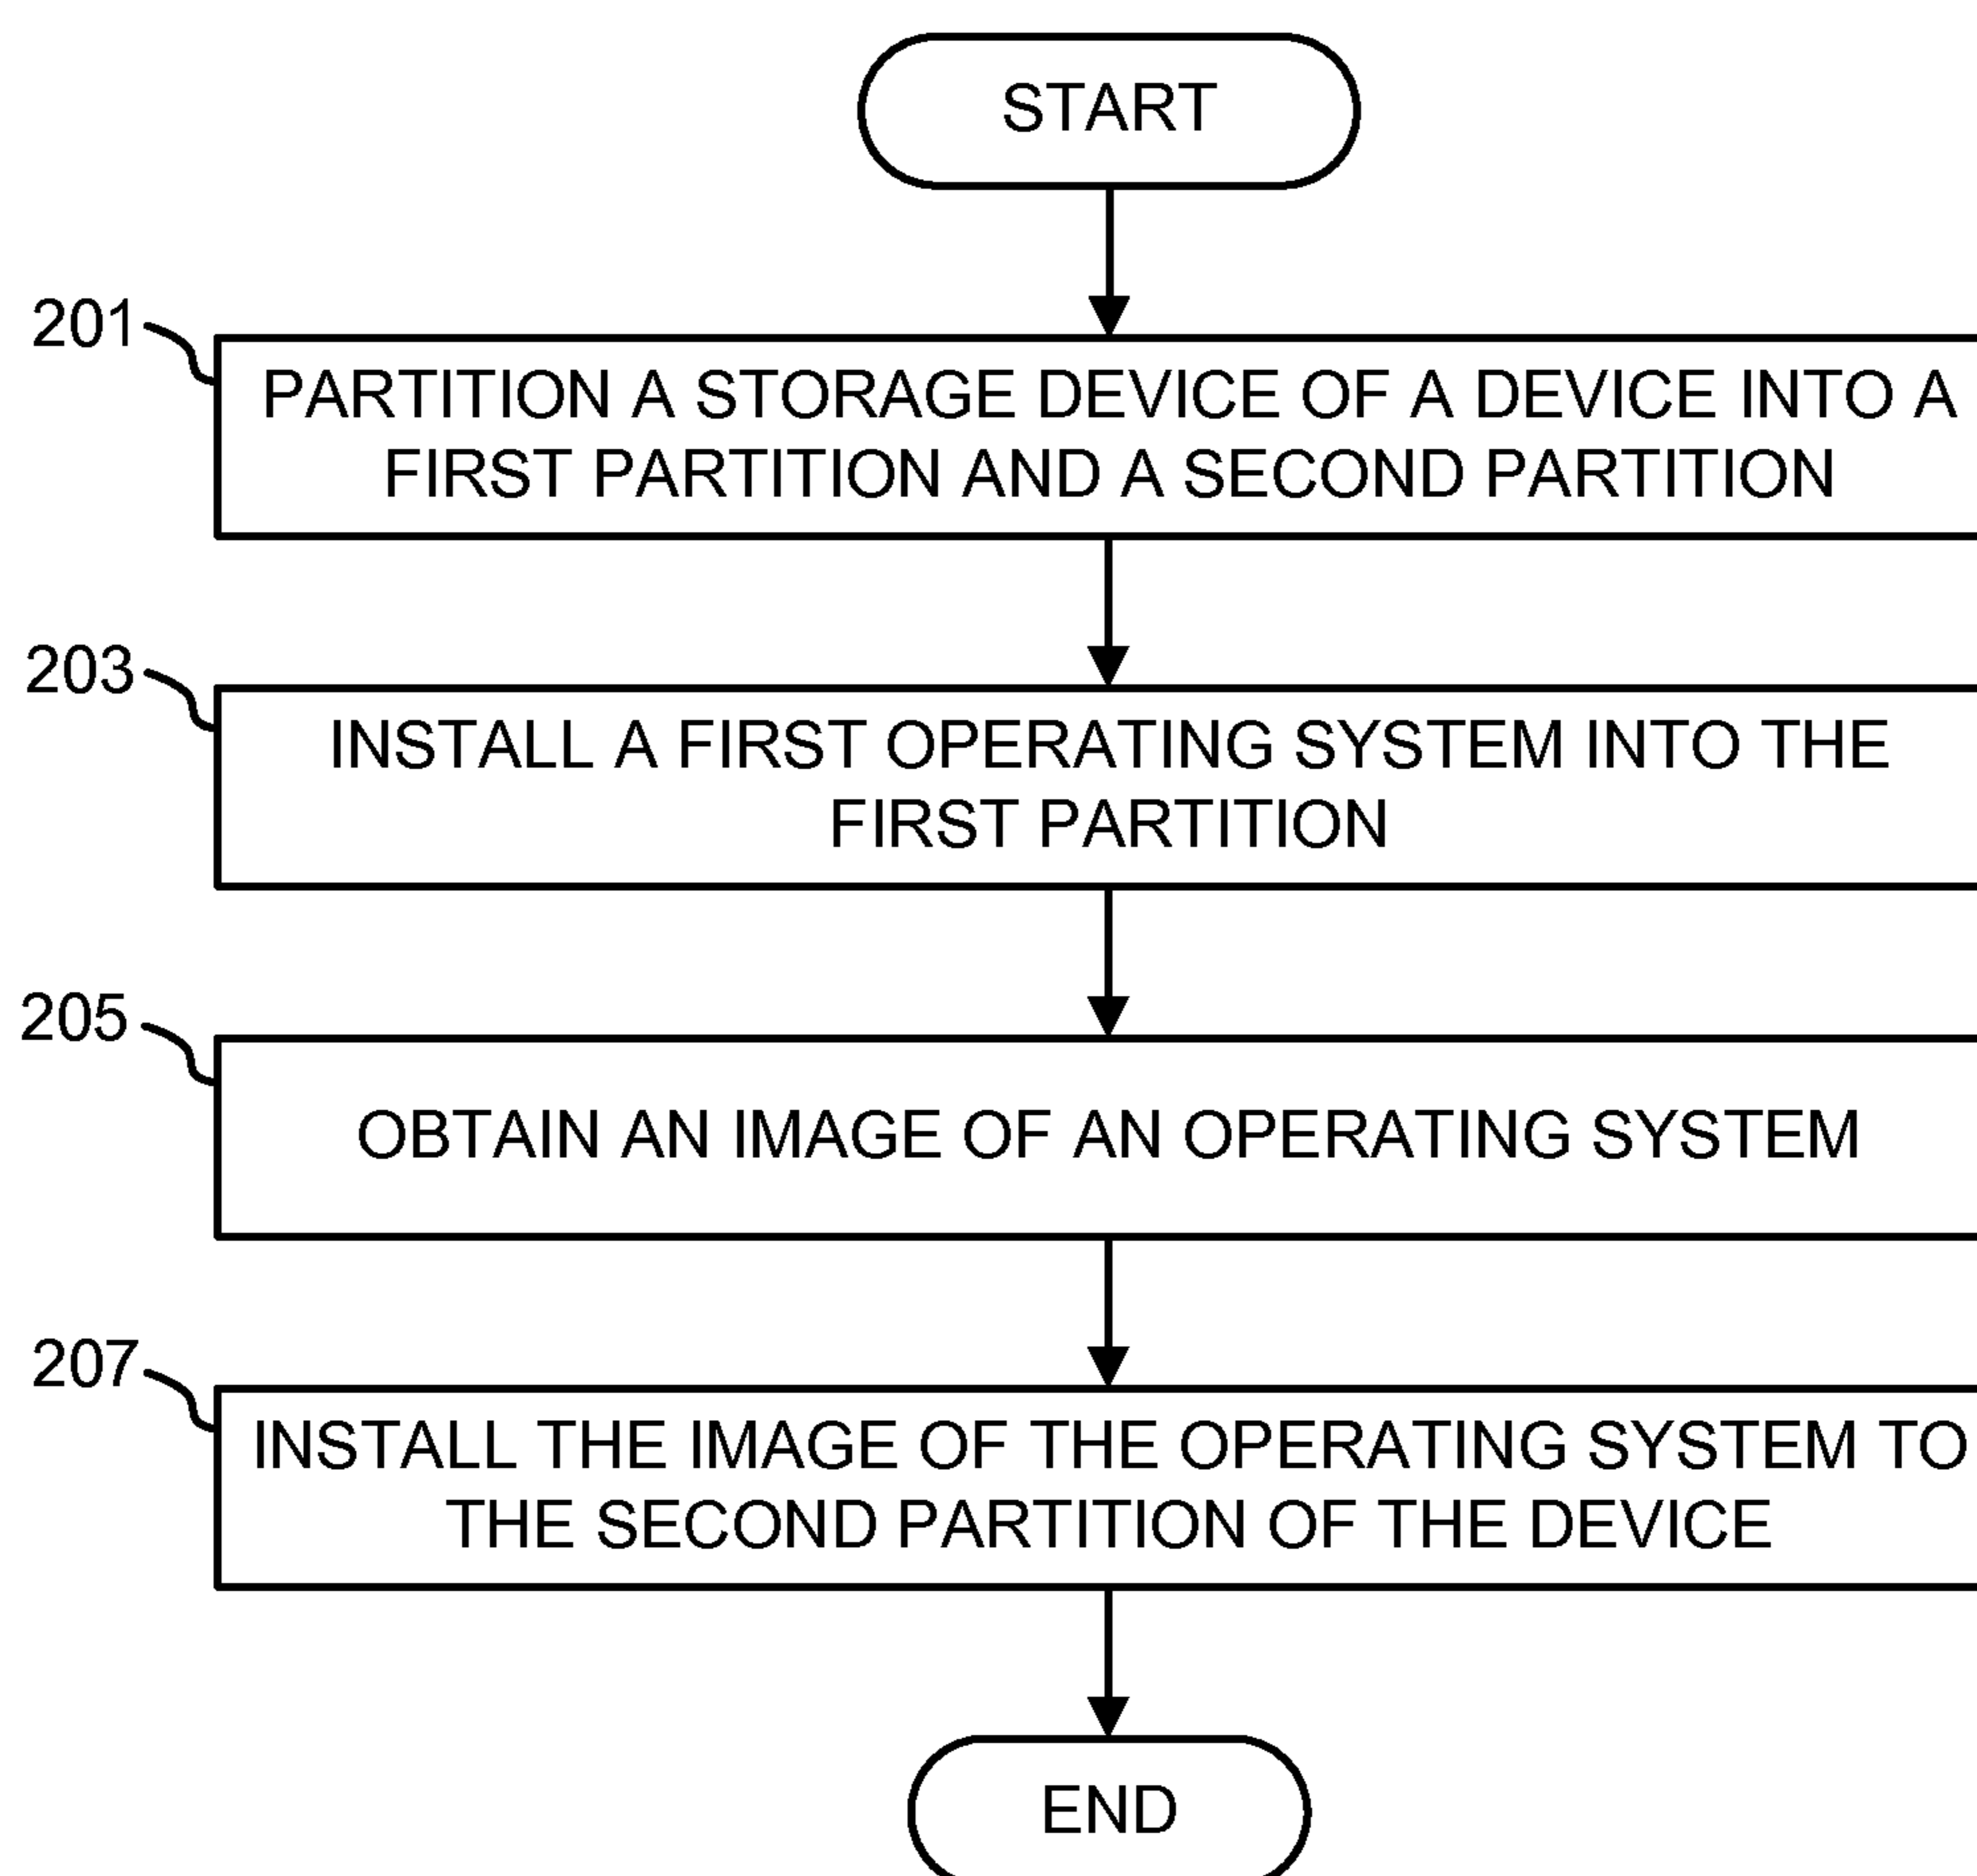 START
201
PARTITION A STORAGE DEVICE OF A DEVICE INTO A
FIRST PARTITION AND A SECOND PARTITION
203
INSTALL A FIRST OPERATING SYSTEM INTO THE
FIRST PARTITION
205
OBTAIN AN IMAGE OF AN OPERATING SYSTEM
207
INSTALL THE IMAGE OF THE OPERATING SYSTEM TO
THE SECOND PARTITION OF THE DEVICE
END